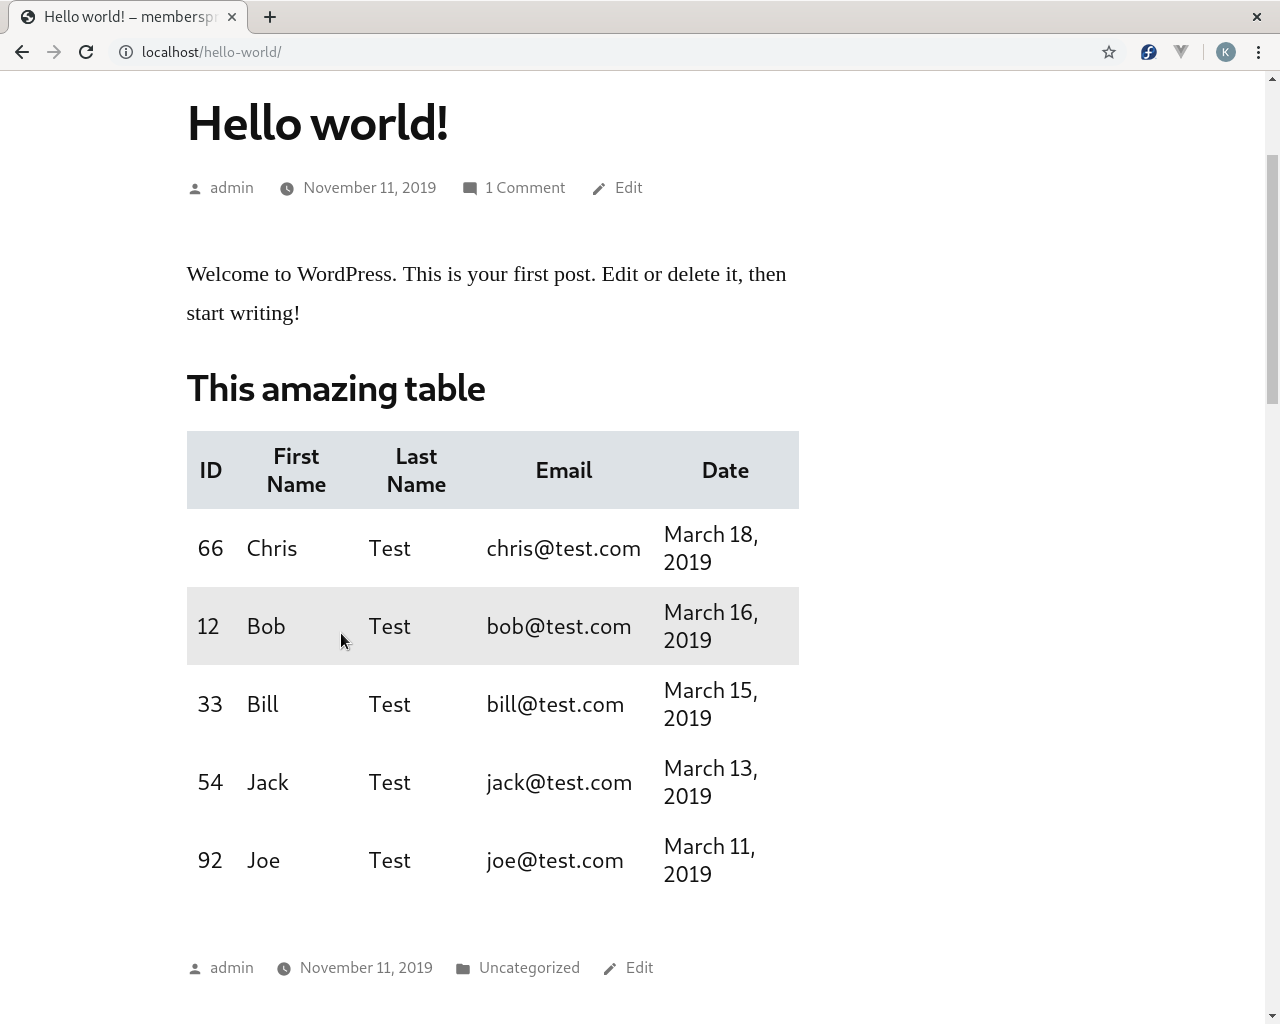 Hello world! – memberspr
localhost/hello-world/
K
Hello world!
admin November 11, 2019 1 Comment Edit
Welcome to WordPress. This is your first post. Edit or delete it, then
start writing!
This amazing table
ID First Name Last Name Email Date
66 Chris Test chris@test.com March 18, 2019
12 Bob Test bob@test.com March 16, 2019
33 Bill Test bill@test.com March 15, 2019
54 Jack Test jack@test.com March 13, 2019
92 Joe Test joe@test.com March 11, 2019
admin November 11, 2019 Uncategorized Edit